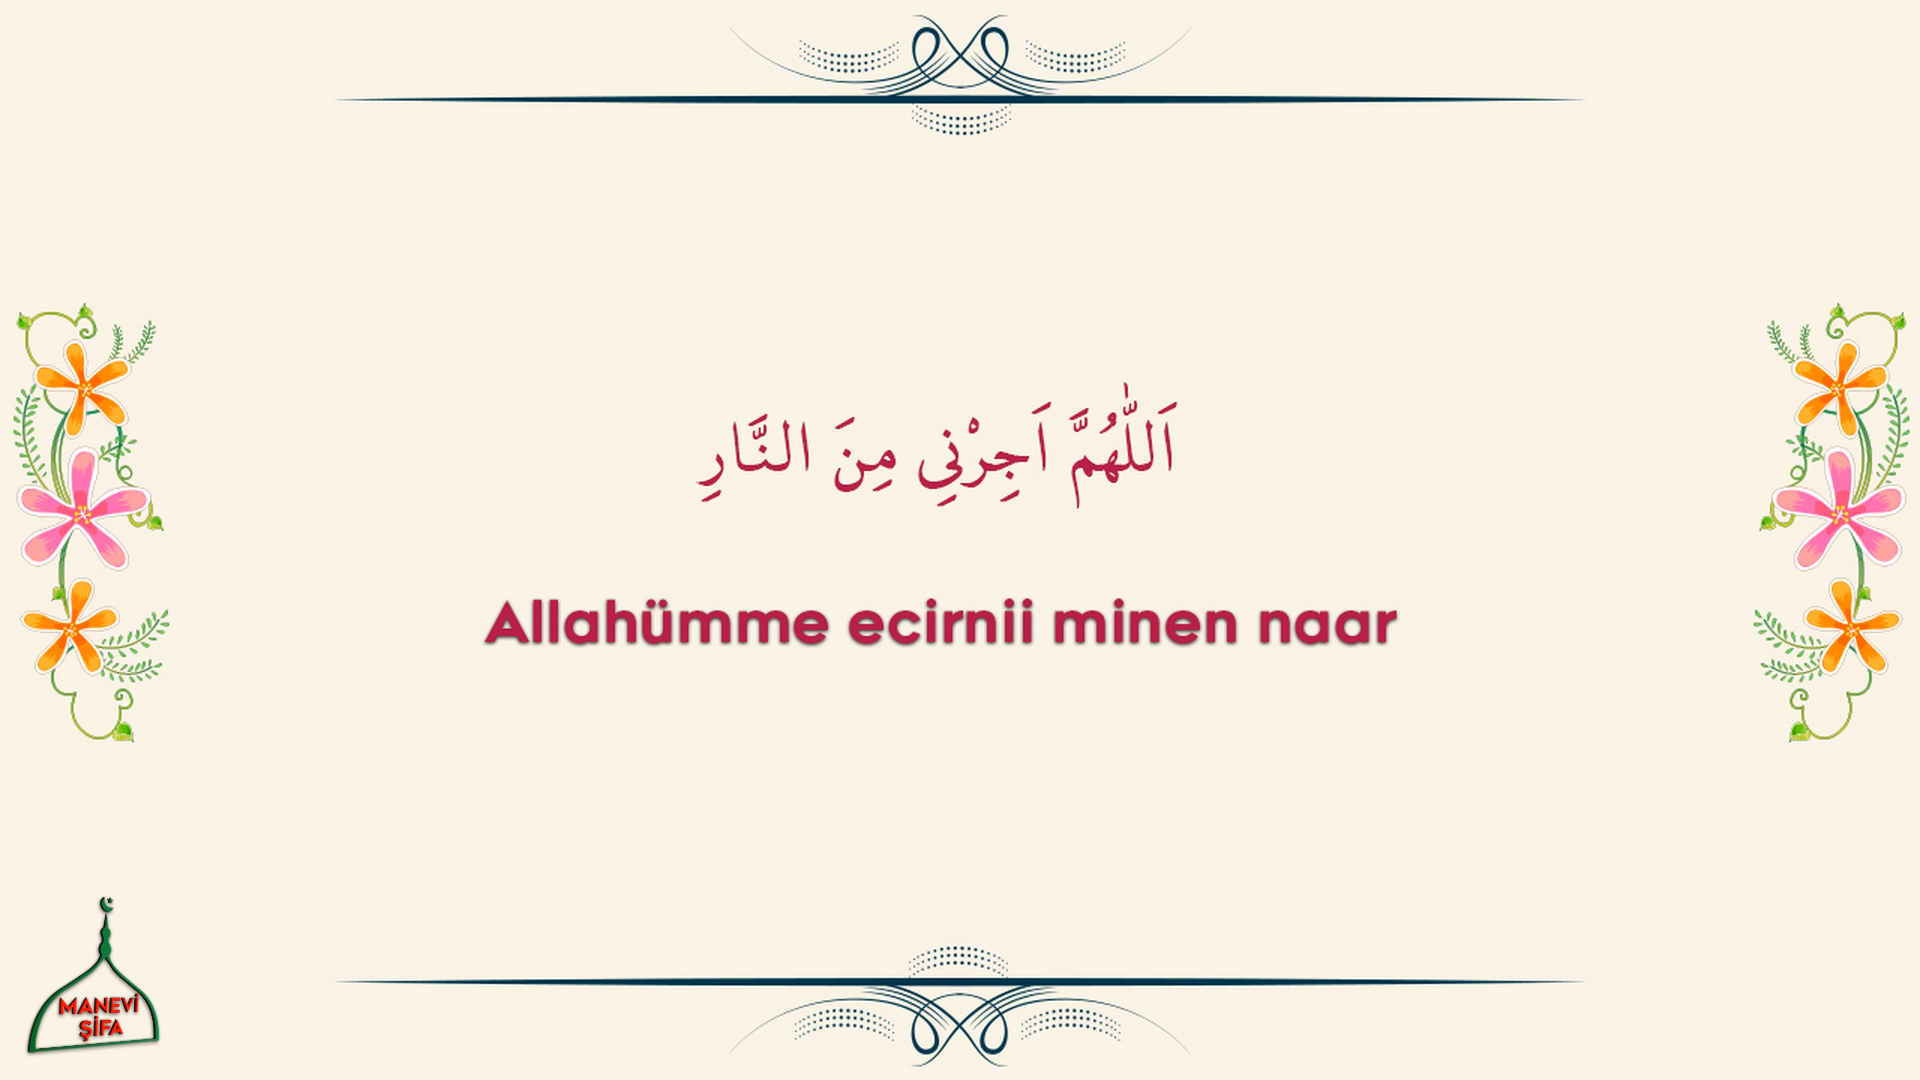 اَللّٰهُمَّ اَجِرْنِي مِنَ النَّارِ
Allahümme ecirnii minen naar
MANEVİ
ŞİFA